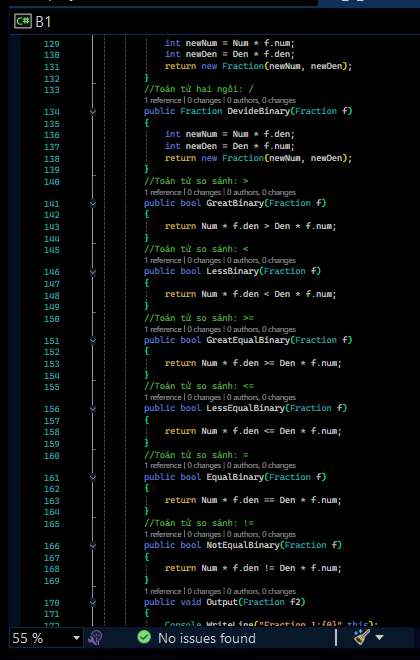 C# B1
129 int newNum = Num * f.num;
130 int newDen = Den * f.den;
131 return new Fraction(newNum, newDen);
132 }
133 //Toán tử hai ngôi: /
1 reference | 0 changes | 0 authors, 0 changes
134 public Fraction DevideBinary(Fraction f)
135 {
136 int newNum = Num * f.den;
137 int newDen = Den * f.num;
138 return new Fraction(newNum, newDen);
139 }
140 //Toán tử so sánh: >
1 reference | 0 changes | 0 authors, 0 changes
141 public bool GreatBinary(Fraction f)
142 {
143 return Num * f.den > Den * f.num;
144 }
145 //Toán tử so sánh: <
1 reference | 0 changes | 0 authors, 0 changes
146 public bool LessBinary(Fraction f)
147 {
148 return Num * f.den < Den * f.num;
149 }
150 //Toán tử so sánh: >=
1 reference | 0 changes | 0 authors, 0 changes
151 public bool GreatEqualBinary(Fraction f)
152 {
153 return Num * f.den >= Den * f.num;
154 }
155 //Toán tử so sánh: <=
1 reference | 0 changes | 0 authors, 0 changes
156 public bool LessEqualBinary(Fraction f)
157 {
158 return Num * f.den <= Den * f.num;
159 }
160 //Toán tử so sánh: =
1 reference | 0 changes | 0 authors, 0 changes
161 public bool EqualBinary(Fraction f)
162 {
163 return Num * f.den == Den * f.num;
164 }
165 //Toán tử so sánh: !=
1 reference | 0 changes | 0 authors, 0 changes
166 public bool NotEqualBinary(Fraction f)
167 {
168 return Num * f.den != Den * f.num;
169 }
1 reference | 0 changes | 0 authors, 0 changes
170 public void Output(Fraction f2)
171 {
172 Console.WriteLine("Fraction 1:{0}",this);
55 % No issues found